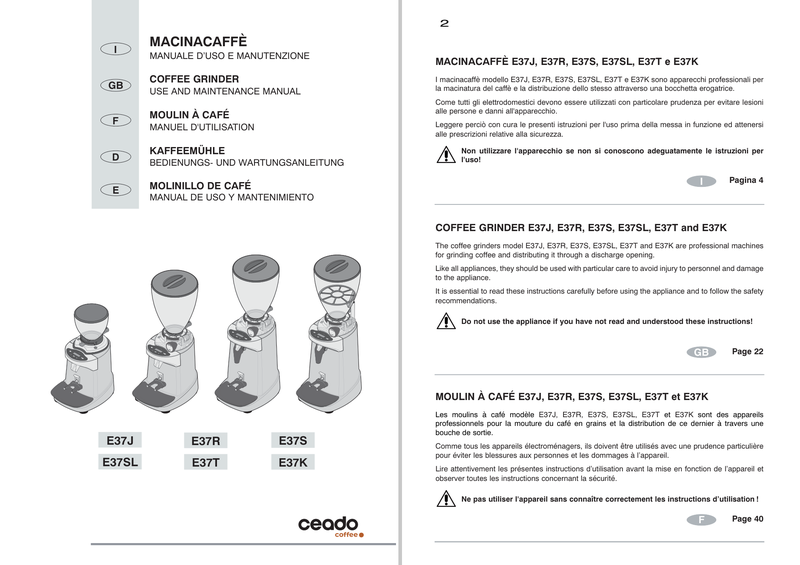 I
MACINACAFFÈ
MANUALE D'USO E MANUTENZIONE
GB
COFFEE GRINDER
USE AND MAINTENANCE MANUAL
F
MOULIN À CAFÉ
MANUEL D'UTILISATION
D
KAFFEEMÜHLE
BEDIENUNGS- UND WARTUNGSANLEITUNG
E
MOLINILLO DE CAFÉ
MANUAL DE USO Y MANTENIMIENTO
E37J E37R E37S
E37SL E37T E37K
ceado
coffee
2
MACINACAFFÈ E37J, E37R, E37S, E37SL, E37T e E37K
I macinacaffè modello E37J, E37R, E37S, E37SL, E37T e E37K sono apparecchi professionali per
la macinatura del caffè e la distribuzione dello stesso attraverso una bocchetta erogatrice.
Come tutti gli elettrodomestici devono essere utilizzati con particolare prudenza per evitare lesioni
alle persone e danni all'apparecchio.
Leggere perciò con cura le presenti istruzioni per l'uso prima della messa in funzione ed attenersi
alle prescrizioni relative alla sicurezza.
Non utilizzare l'apparecchio se non si conoscono adeguatamente le istruzioni per
l'uso!
I Pagina 4
COFFEE GRINDER E37J, E37R, E37S, E37SL, E37T and E37K
The coffee grinders model E37J, E37R, E37S, E37SL, E37T and E37K are professional machines
for grinding coffee and distributing it through a discharge opening.
Like all appliances, they should be used with particular care to avoid injury to personnel and damage
to the appliance.
It is essential to read these instructions carefully before using the appliance and to follow the safety
recommendations.
Do not use the appliance if you have not read and understood these instructions!
GB Page 22
MOULIN À CAFÉ E37J, E37R, E37S, E37SL, E37T et E37K
Les moulins à café modèle E37J, E37R, E37S, E37SL, E37T et E37K sont des appareils
professionnels pour la mouture du café en grains et la distribution de ce dernier à travers une
bouche de sortie.
Comme tous les appareils électroménagers, ils doivent être utilisés avec une prudence particulière
pour éviter les blessures aux personnes et les dommages à l'appareil.
Lire attentivement les présentes instructions d'utilisation avant la mise en fonction de l'appareil et
observer toutes les instructions concernant la sécurité.
Ne pas utiliser l'appareil sans connaître correctement les instructions d'utilisation !
F Page 40